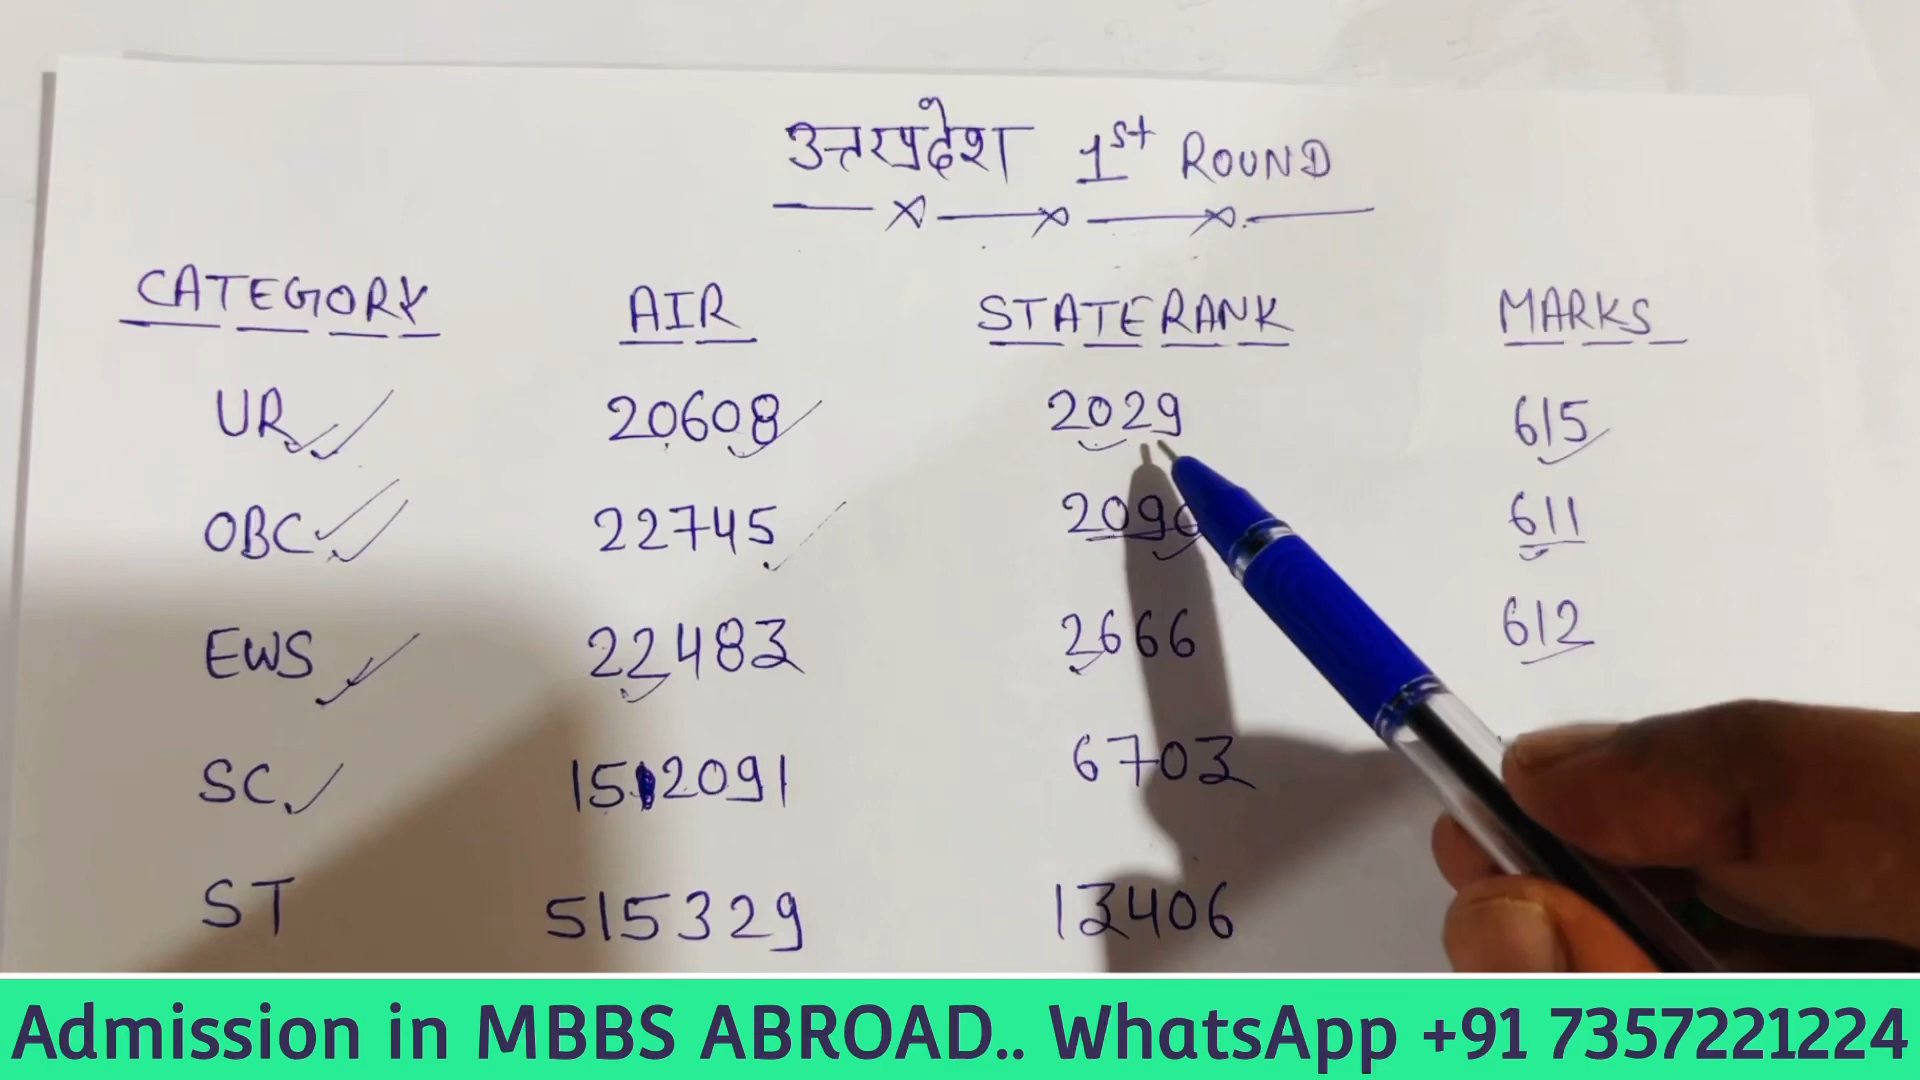 उत्तरप्रदेश 1st ROUND
CATEGORY AIR STATERANK MARKS
UR 20608 2029 615
OBC 22745 611
EWS 22483 2666 612
SC 6703
ST 515329 13406
Admission in MBBS ABROAD.. WhatsApp +91 7357221224